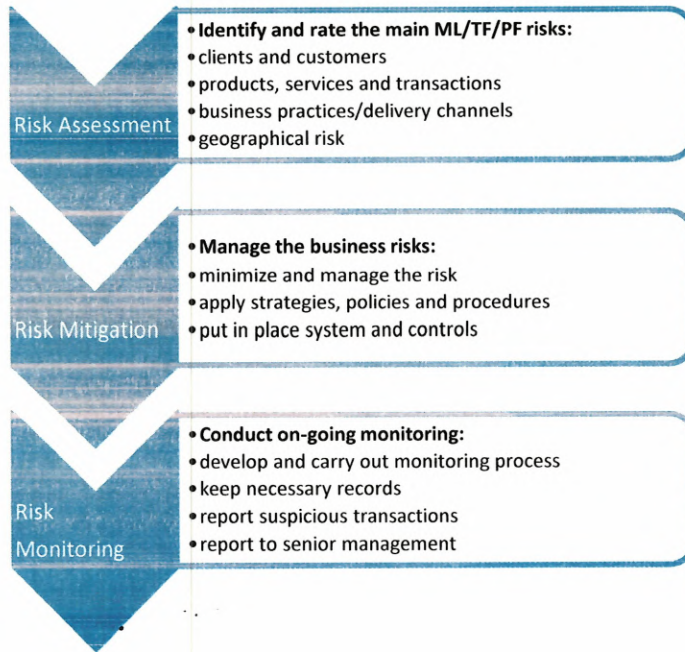 Risk Assessment
• Identify and rate the main ML/TF/PF risks:
• clients and customers
• products, services and transactions
• business practices/delivery channels
• geographical risk
Risk Mitigation
• Manage the business risks:
• minimize and manage the risk
• apply strategies, policies and procedures
• put in place system and controls
Risk
Monitoring
• Conduct on-going monitoring:
• develop and carry out monitoring process
• keep necessary records
• report suspicious transactions
• report to senior management